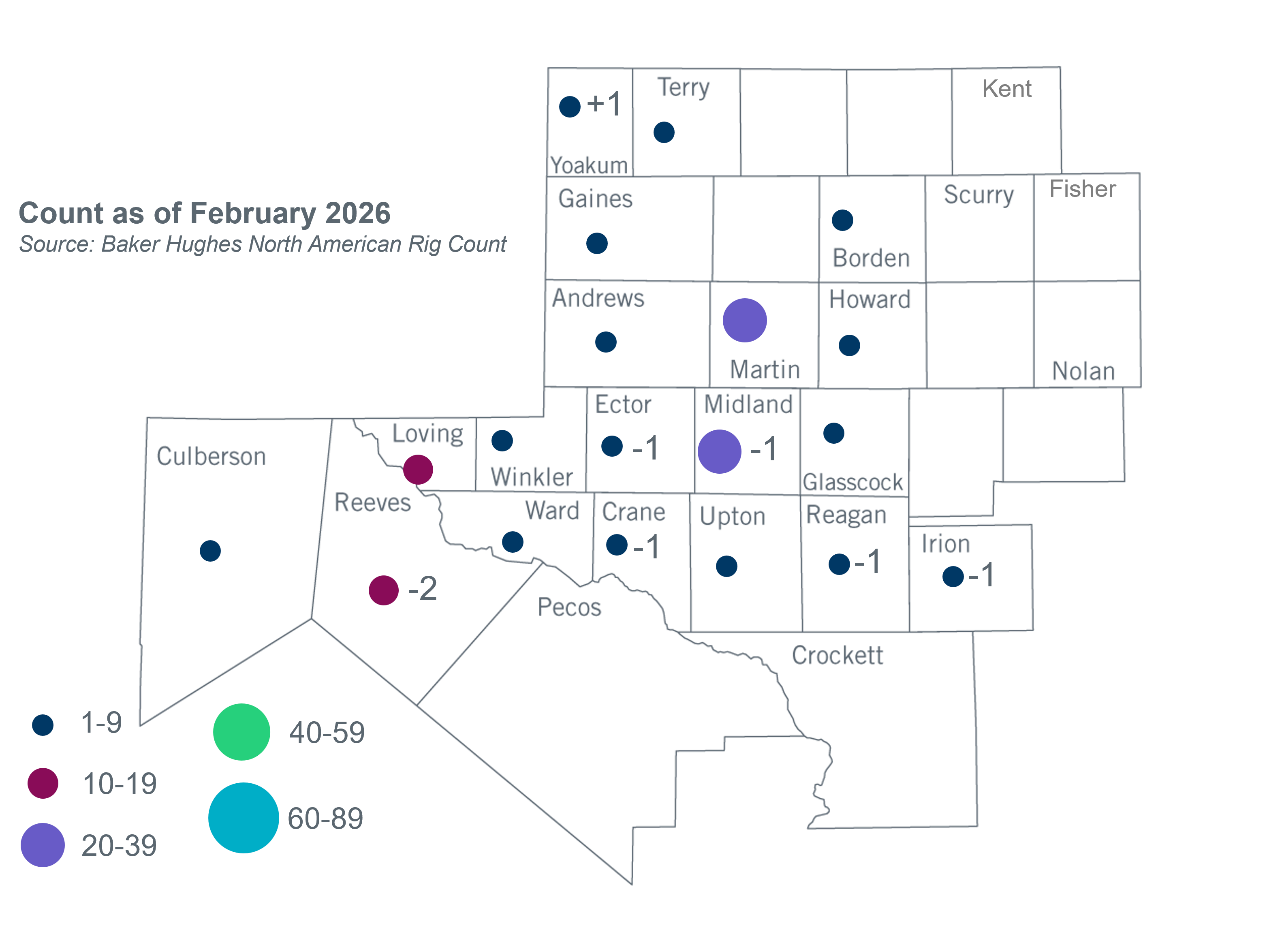 Terry
Kent
+1
Yoakum
Count as of February 2026
Source: Baker Hughes North American Rig Count
Gaines
Scurry
Fisher
Borden
Andrews
Howard
Martin
Nolan
Ector
Midland
Loving
-1
-1
Culberson
Winkler
Glasscock
Reeves
Ward
Crane
Upton
Reagan
Irion
-1
-1
-1
-2
Pecos
Crockett
1-9
40-59
10-19
60-89
20-39